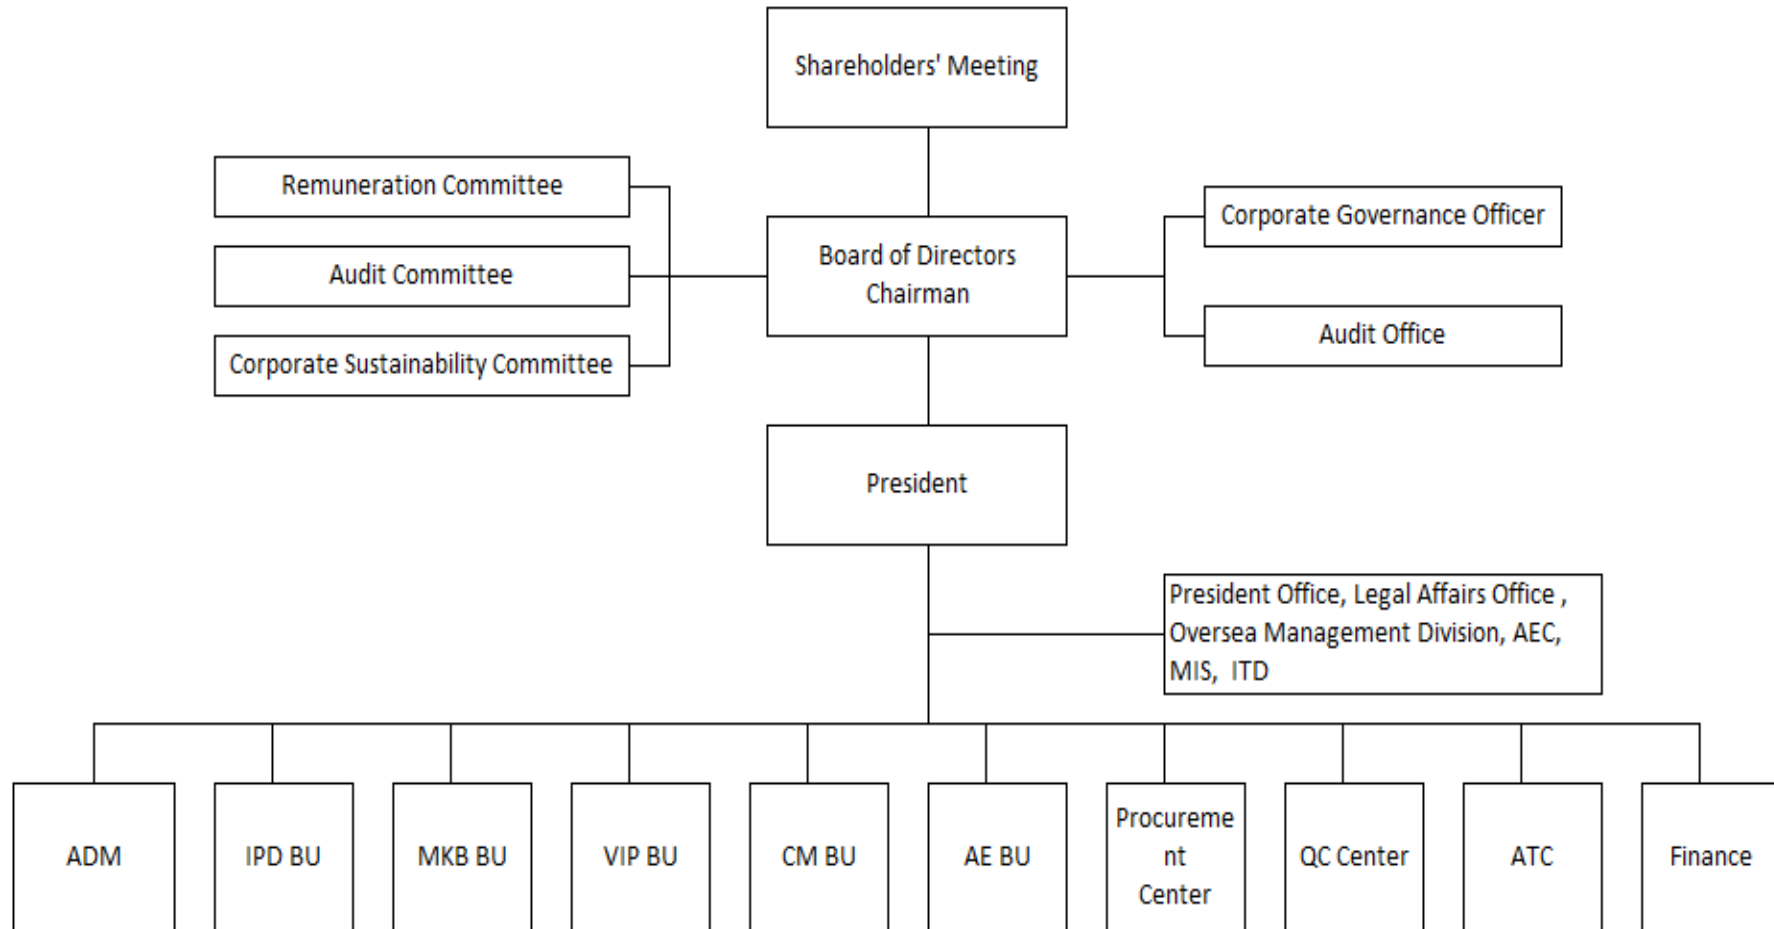 Shareholders' Meeting
Remuneration Committee
Corporate Governance Officer
Audit Committee
Board of Directors
Chairman
Audit Office
Corporate Sustainability Committee
President
President Office, Legal Affairs Office ,
Oversea Management Division, AEC,
MIS,  ITD
ADM
IPD BU
MKB BU
VIP BU
CM BU
AE BU
Procureme
nt
Center
QC Center
ATC
Finance